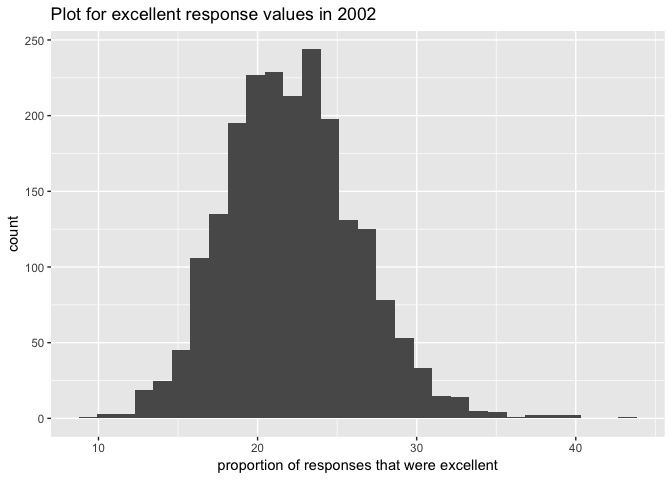 Plot for excellent response values in 2002
250
200
150
100
50
0
count
10 20 30 40
proportion of responses that were excellent